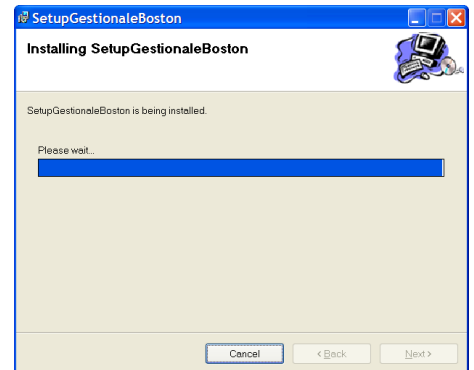 SetupGestionaleBoston
Installing SetupGestionaleBoston
SetupGestionaleBoston is being installed.
Please wait...
Cancel
< Back
Next >